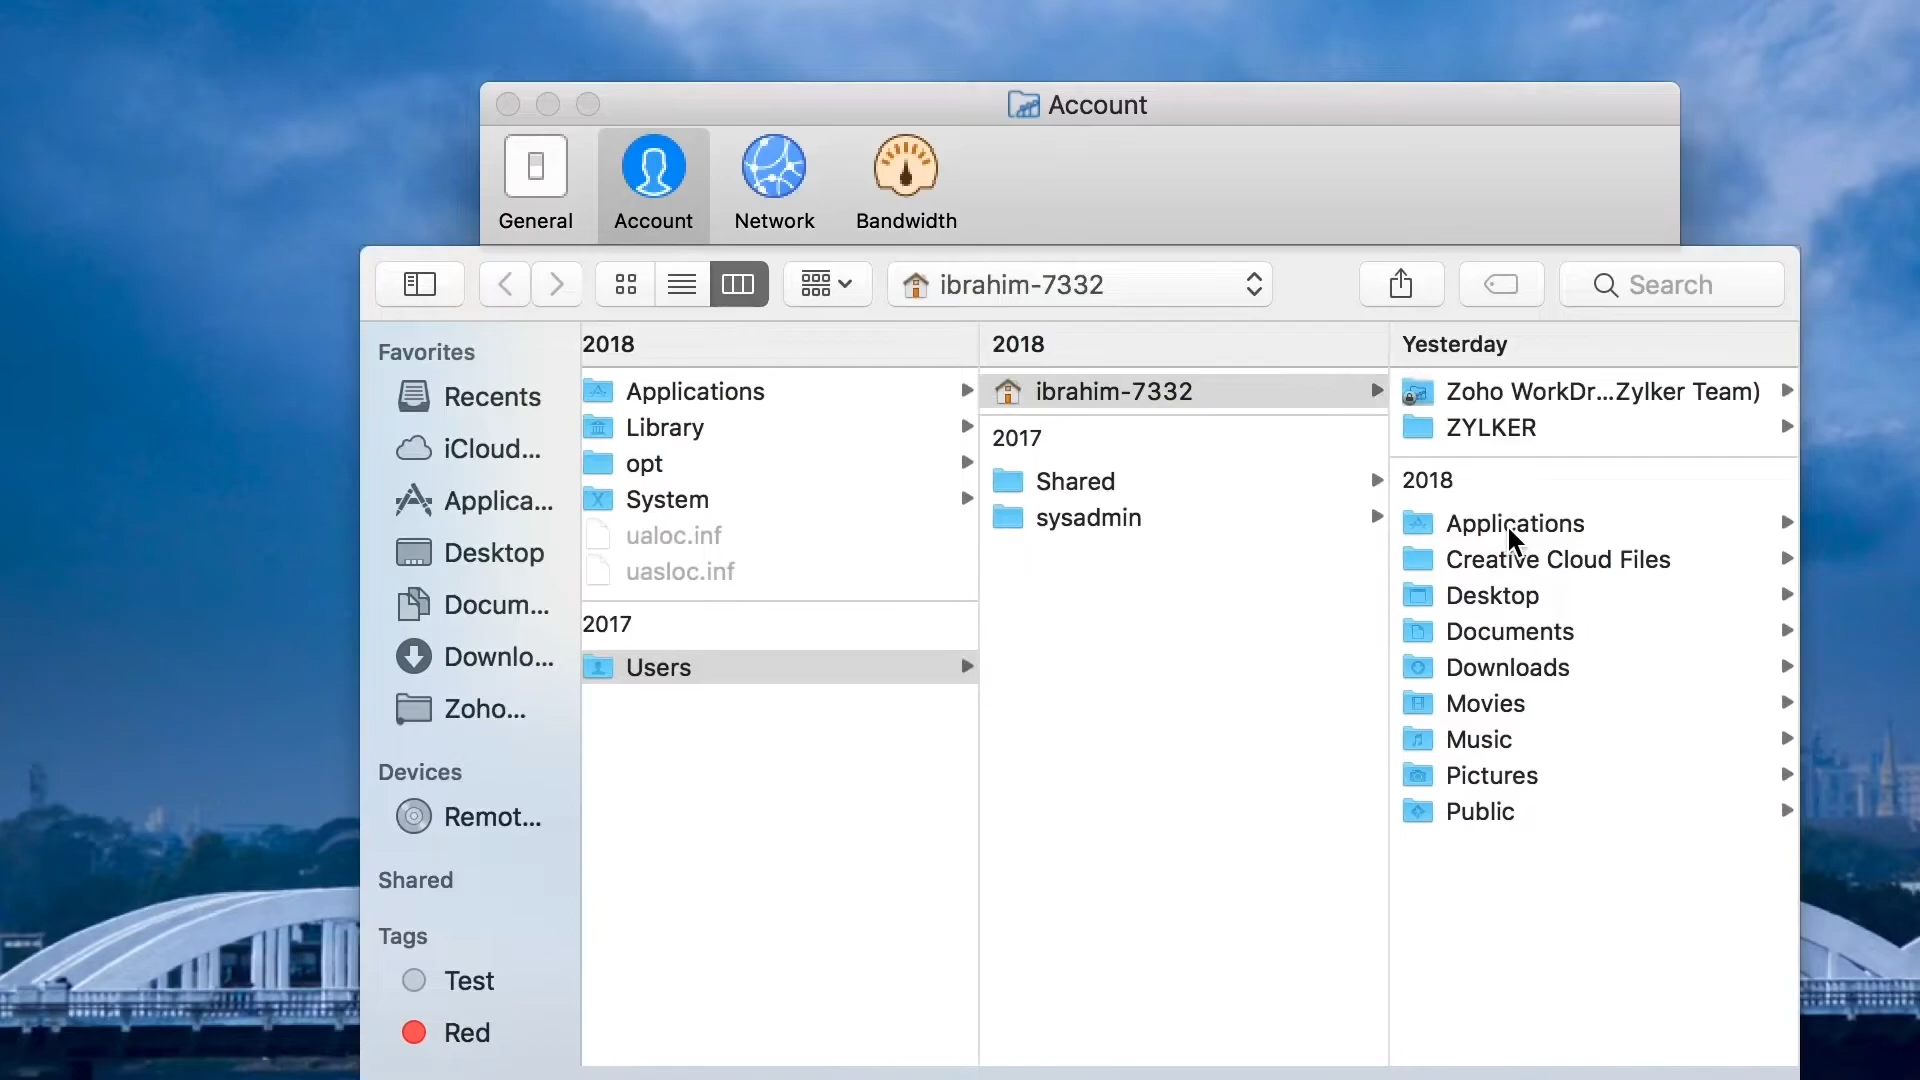 Account
General
Account
Network
Bandwidth
ibrahim-7332
Search
Favorites
Recents
iCloud...
Applica...
Desktop
Docum...
Downlo...
Zoho...
Devices
Remot...
Shared
Tags
Test
Red
2018
Applications
Library
opt
System
ualoc.inf
uasloc.inf
2017
Users
2018
ibrahim-7332
2017
Shared
sysadmin
Yesterday
Zoho WorkDr...Zylker Team)
ZYLKER
2018
Applications
Creative Cloud Files
Desktop
Documents
Downloads
Movies
Music
Pictures
Public